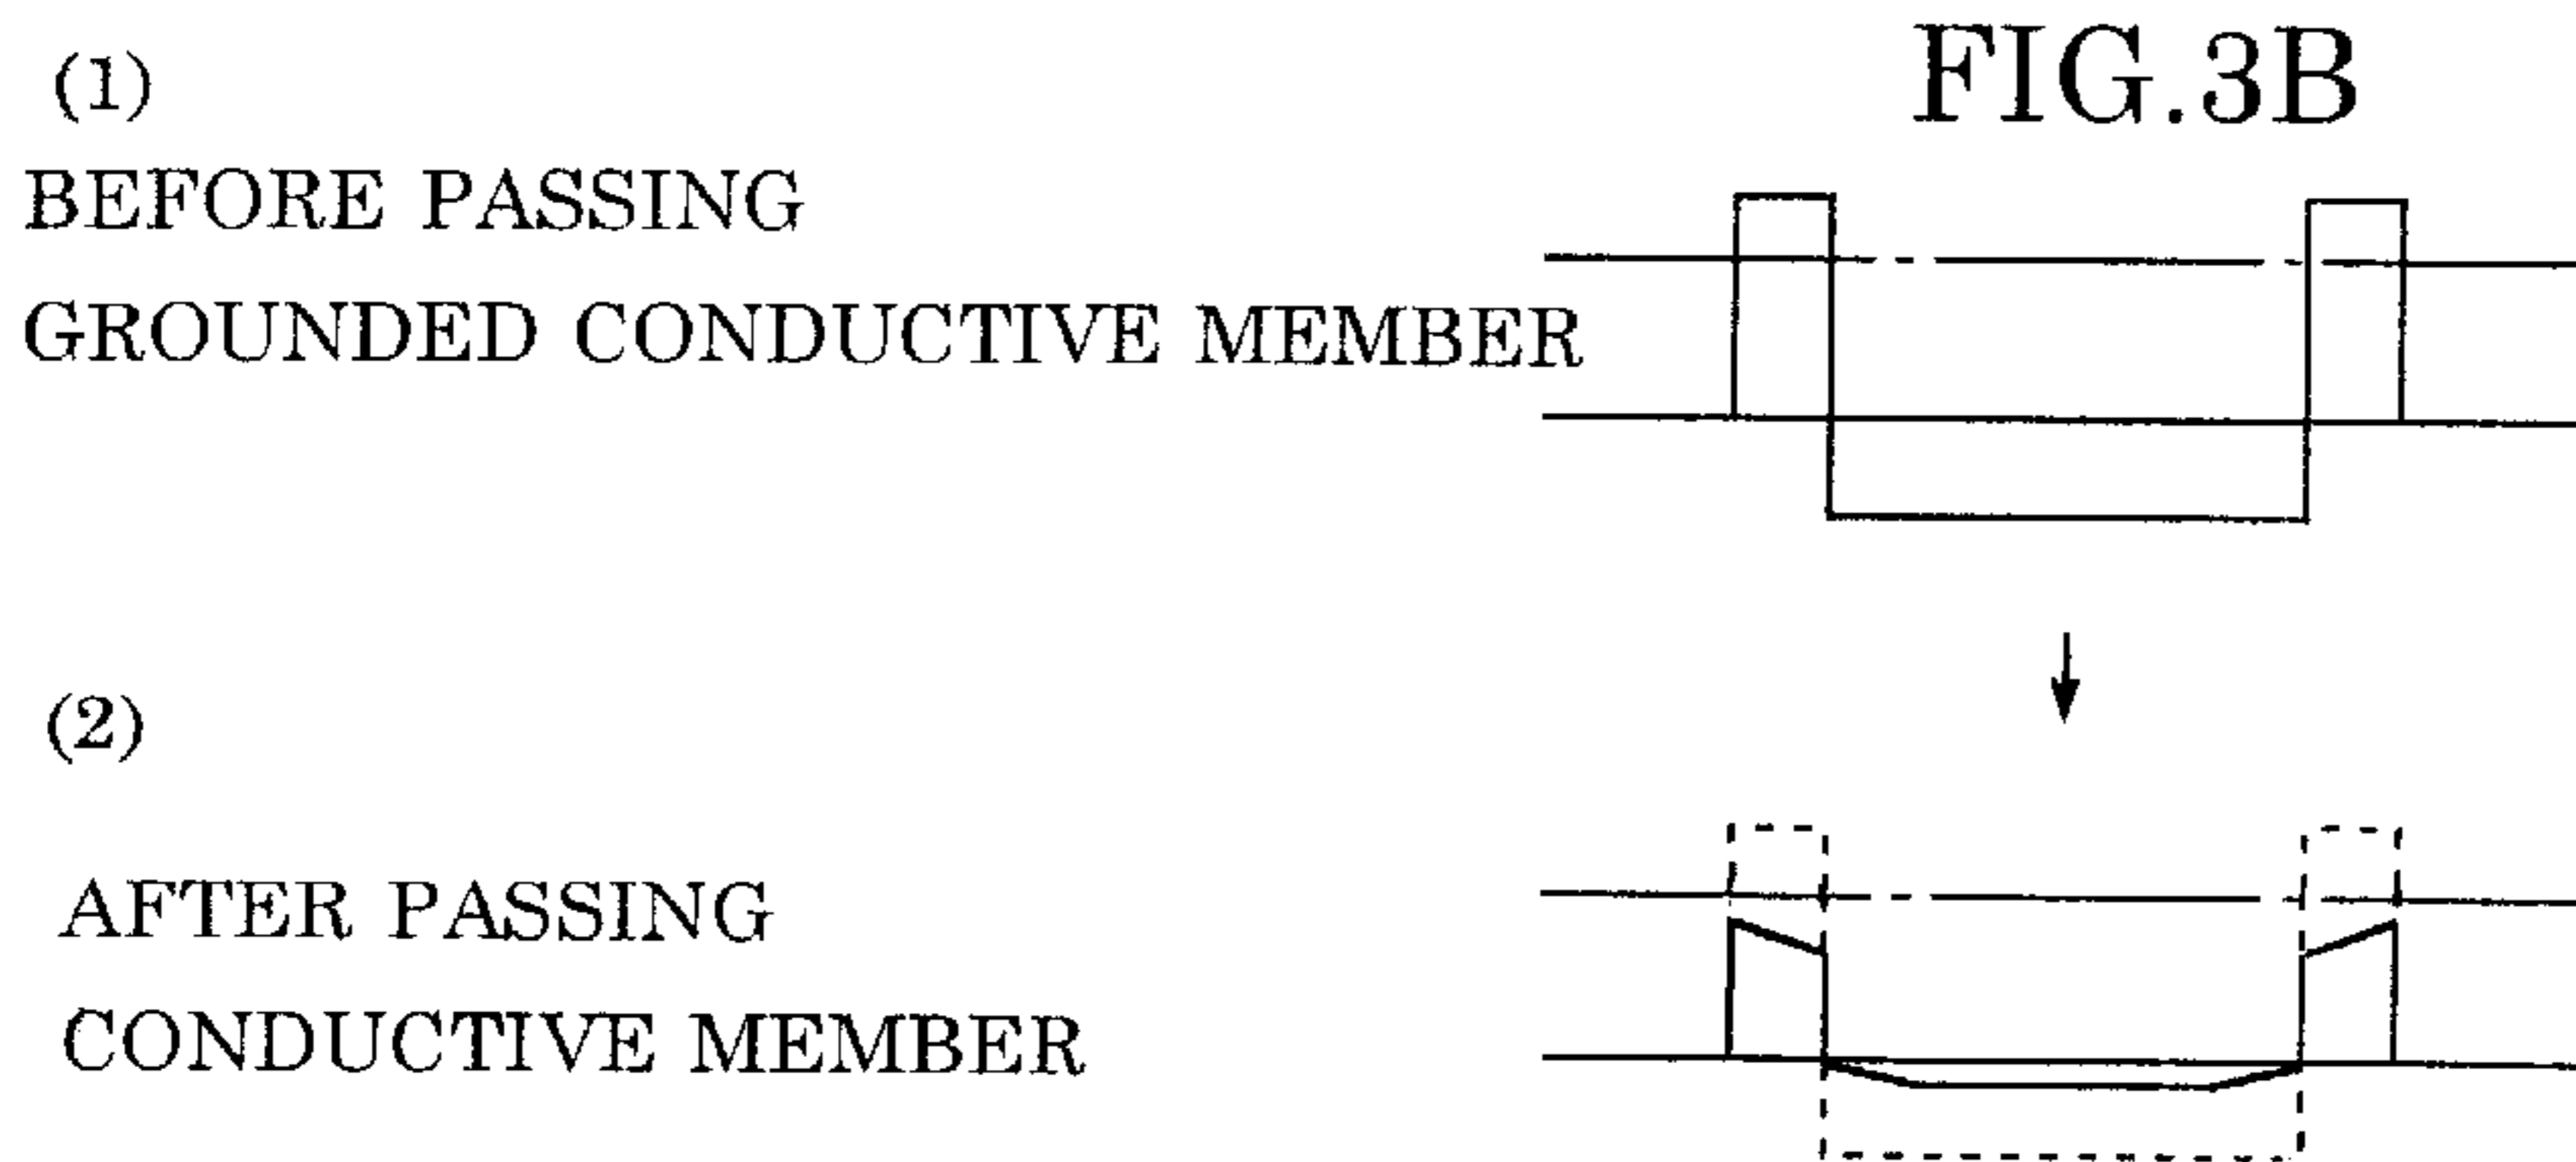 FIG.3B
(1)
BEFORE PASSING
GROUNDED CONDUCTIVE MEMBER
(2)
AFTER PASSING
CONDUCTIVE MEMBER